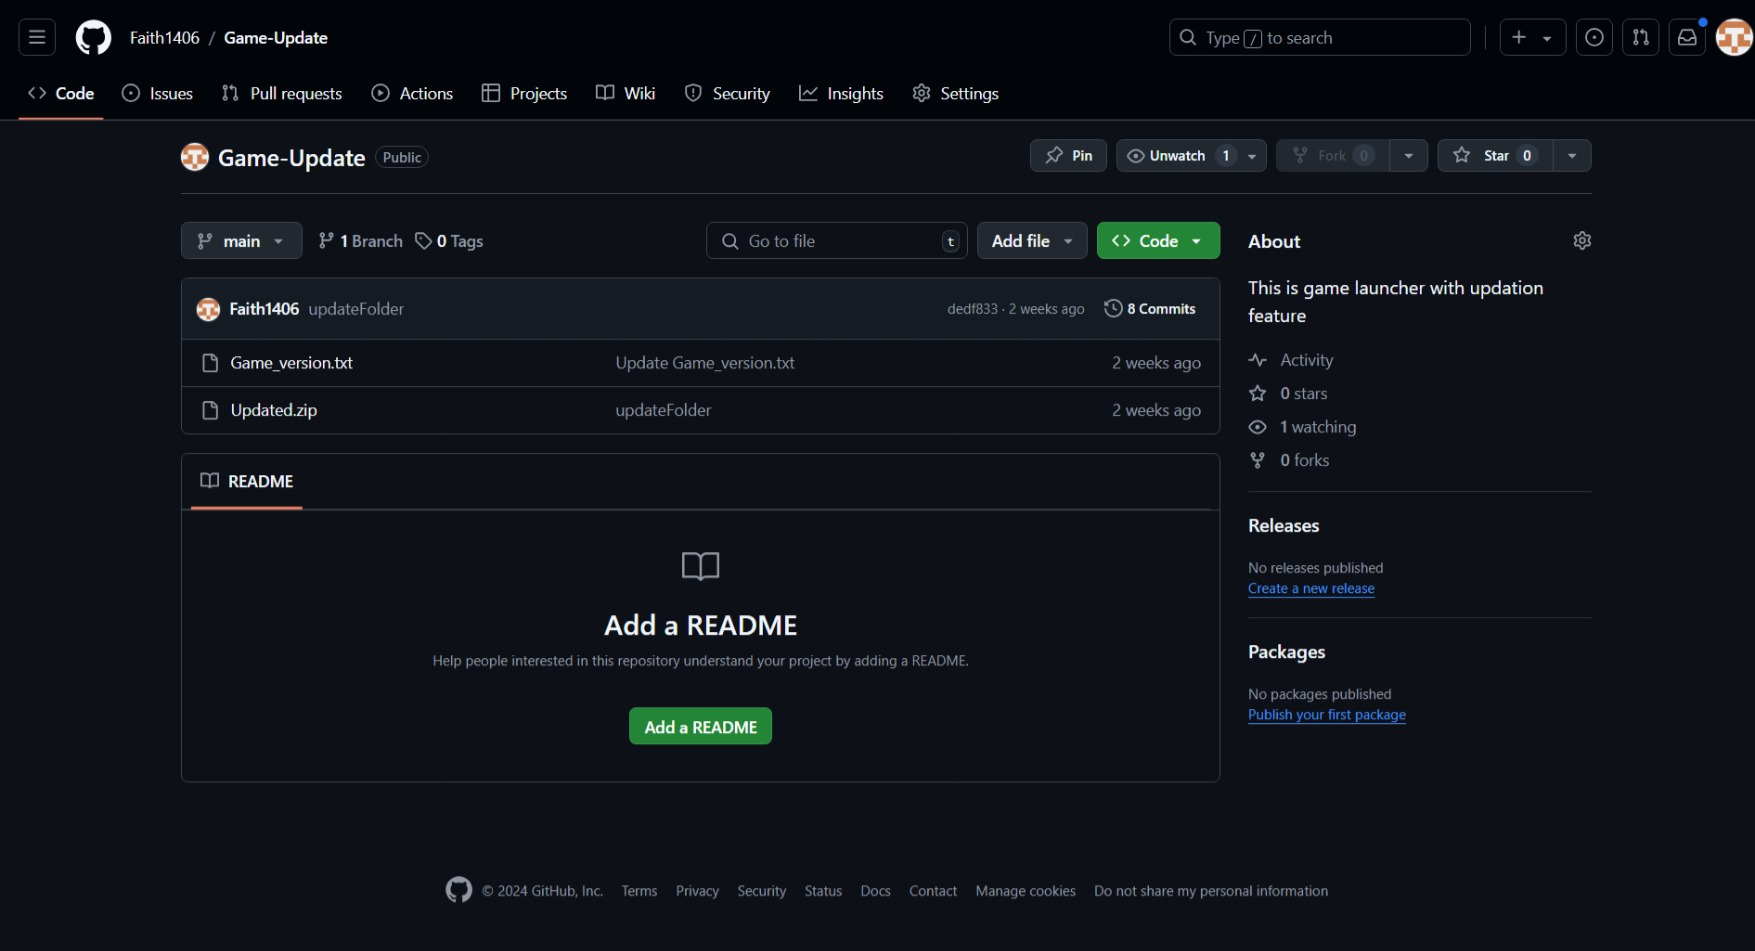 Faith1406 / Game-Update
Type / to search
Code Issues Pull requests Actions Projects Wiki Security Insights Settings
Game-Update Public
Pin Unwatch 1 Fork 0 Star 0
main 1 Branch 0 Tags Go to file t Add file Code
Faith1406 updateFolder dedf833 · 2 weeks ago 8 Commits
Game_version.txt Update Game_version.txt 2 weeks ago
Updated.zip updateFolder 2 weeks ago
README
Add a README
Help people interested in this repository understand your project by adding a README.
Add a README
About
This is game launcher with updation
feature
Activity
0 stars
1 watching
0 forks
Releases
No releases published
Create a new release
Packages
No packages published
Publish your first package
© 2024 GitHub, Inc. Terms Privacy Security Status Docs Contact Manage cookies Do not share my personal information